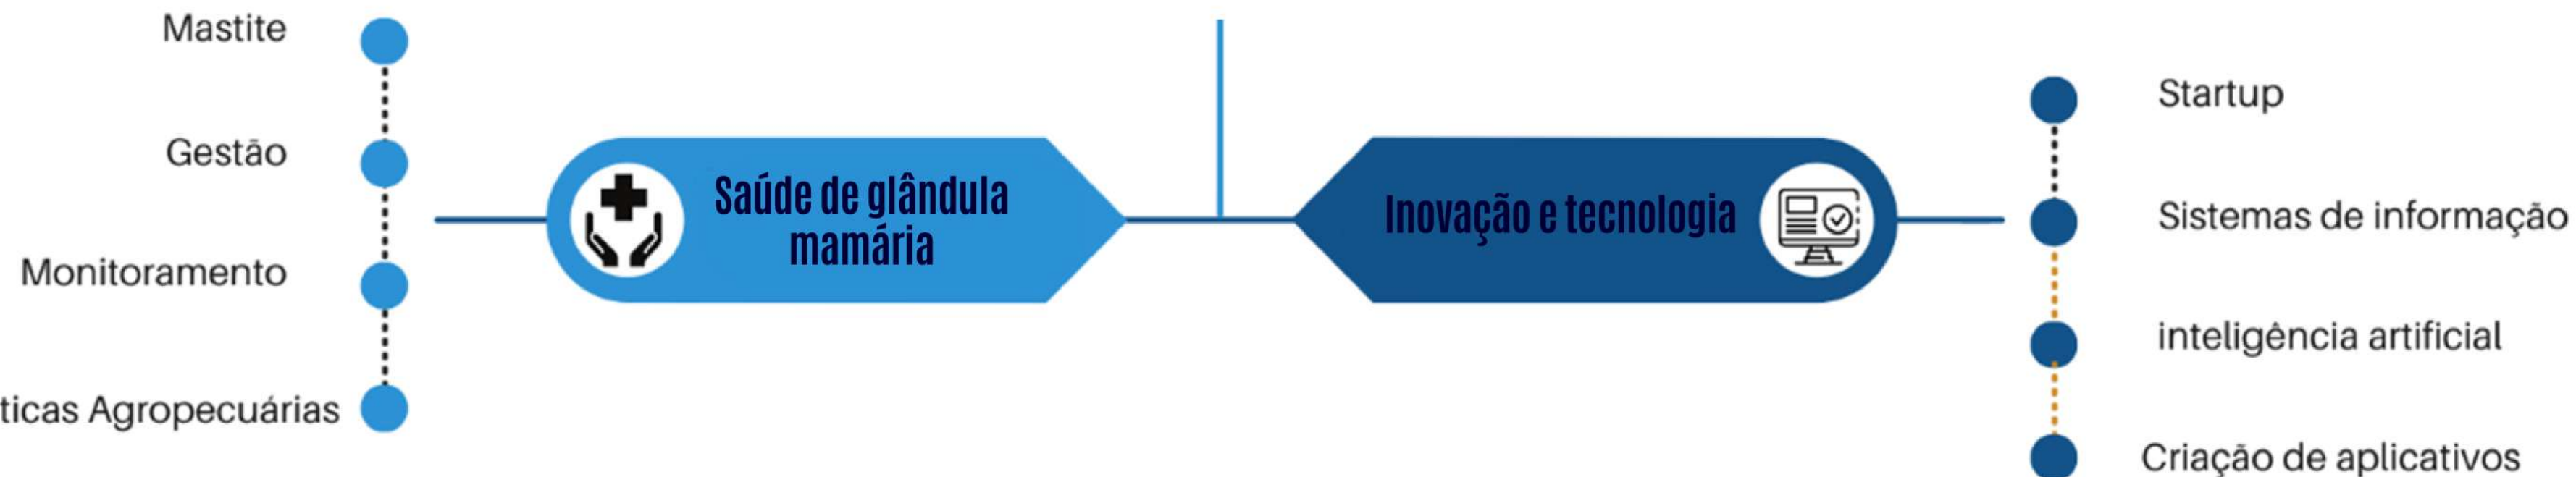 Mastite
Gestão
Monitoramento
ticas Agropecuárias
Saúde de glândula
mamária
Inovação e tecnologia
Startup
Sistemas de informação
inteligência artificial
Criação de aplicativos